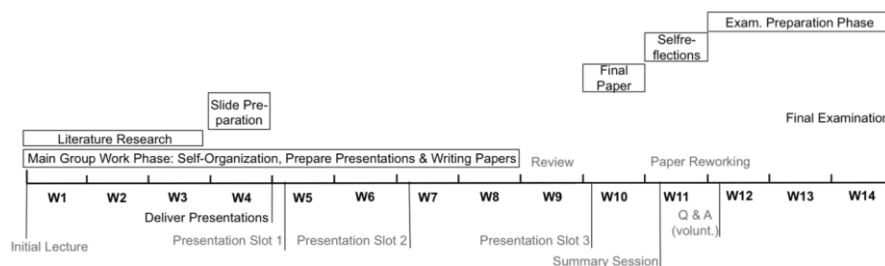 Exam. Preparation Phase
Selfre-
flections
Final
Paper
Slide Pre-
paration
Final Examination
Literature Research
Main Group Work Phase: Self-Organization, Prepare Presentations & Writing Papers
Review
Paper Reworking
W1 W2 W3 W4 W5 W6 W7 W8 W9 W10 W11 W12 W13 W14
Deliver Presentations
Q & A
(volunt.)
Initial Lecture
Presentation Slot 1
Presentation Slot 2
Presentation Slot 3
Summary Session